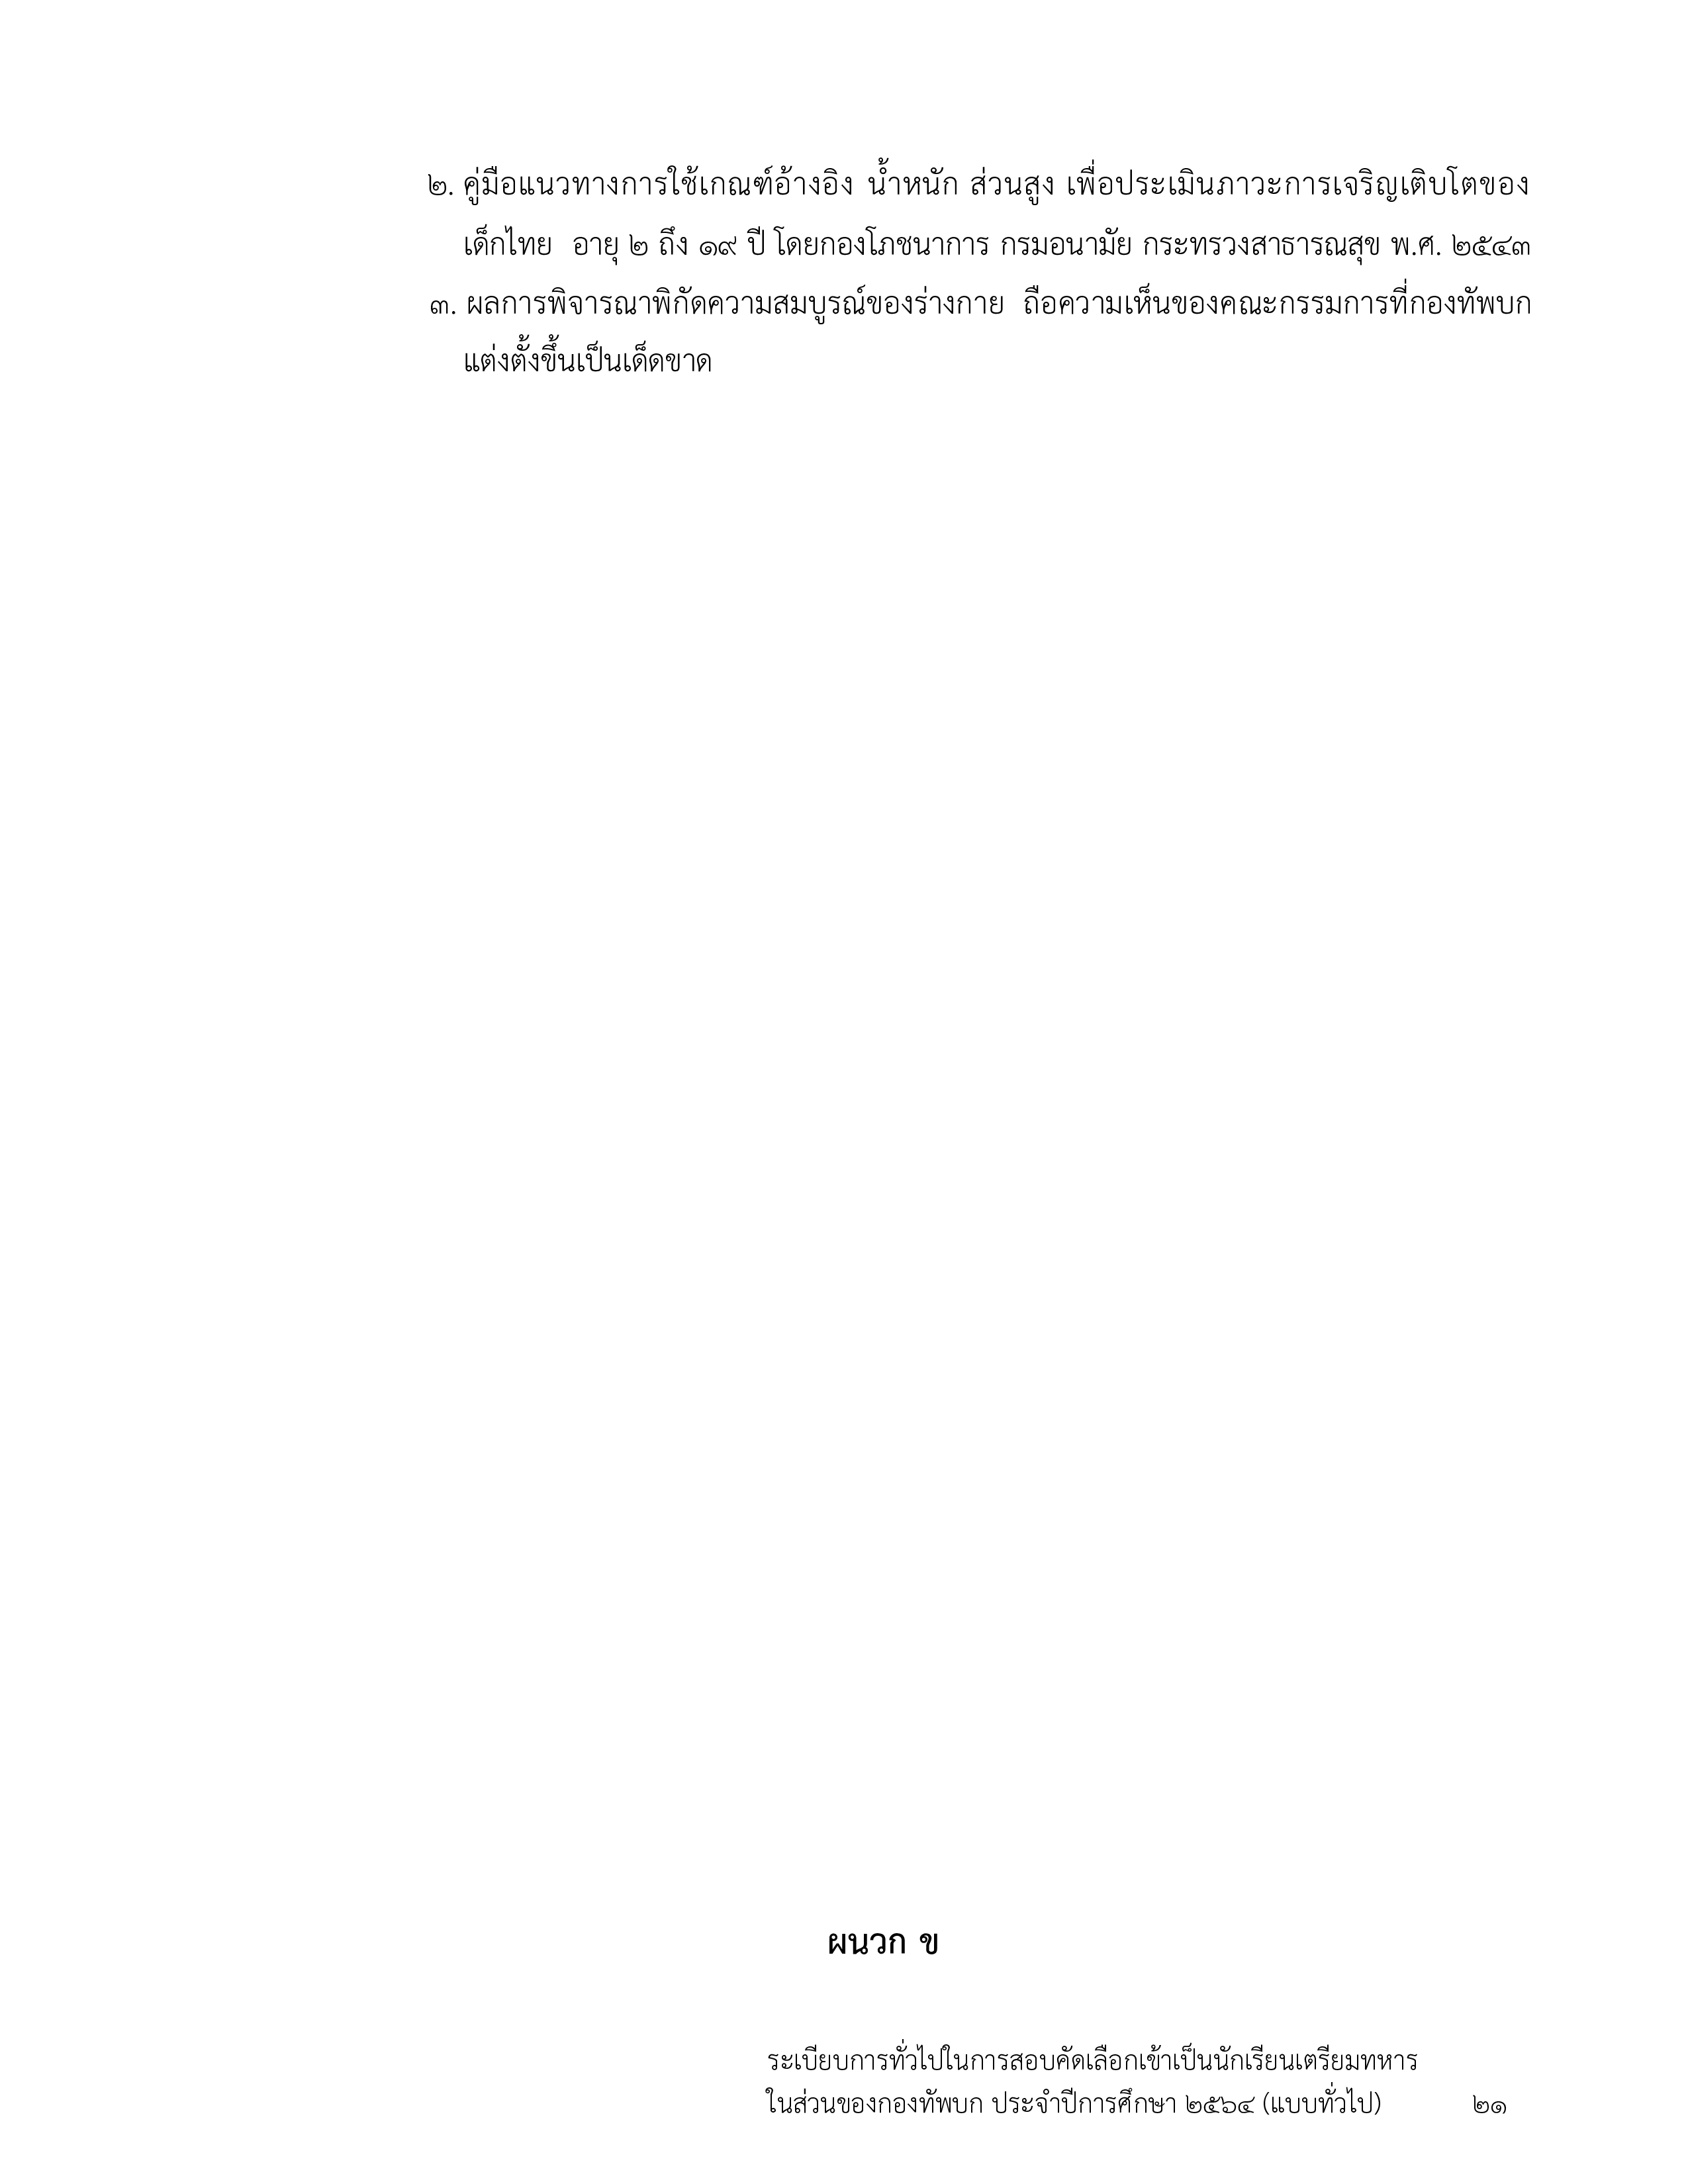 ๒. คู่มือแนวทางการใช้เกณฑ์อ้างอิง น้ำหนัก ส่วนสูง เพื่อประเมินภาวะการเจริญเติบโตของ
เด็กไทย อายุ ๒ ถึง ๑๙ ปี โดยกองโภชนาการ กรมอนามัย กระทรวงสาธารณสุข พ.ศ. ๒๕๔๓
๓. ผลการพิจารณาพิกัดความสมบูรณ์ของร่างกาย ถือความเห็นของคณะกรรมการที่กองทัพบก
แต่งตั้งขึ้นเป็นเด็ดขาด
ผนวก ข
ระเบียบการทั่วไปในการสอบคัดเลือกเข้าเป็นนักเรียนเตรียมทหาร
ในส่วนของกองทัพบก ประจำปีการศึกษา ๒๕๖๔ (แบบทั่วไป) ๒๑